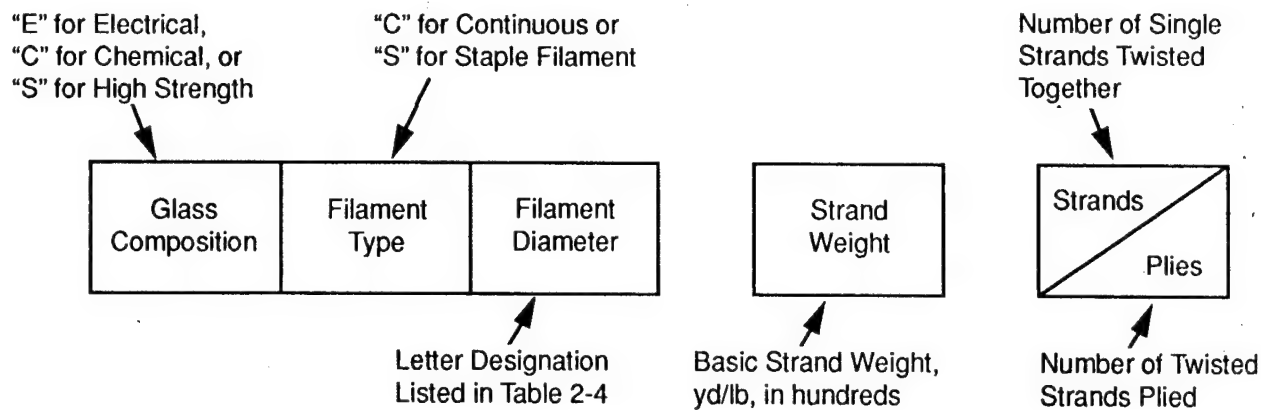 “E” for Electrical,
“C” for Chemical, or
“S” for High Strength
“C” for Continuous or
“S” for Staple Filament
Number of Single
Strands Twisted
Together
Glass
Composition
Filament
Type
Filament
Diameter
Strand
Weight
Strands
Plies
Letter Designation
Listed in Table 2-4
Basic Strand Weight,
yd/lb, in hundreds
Number of Twisted
Strands Plied